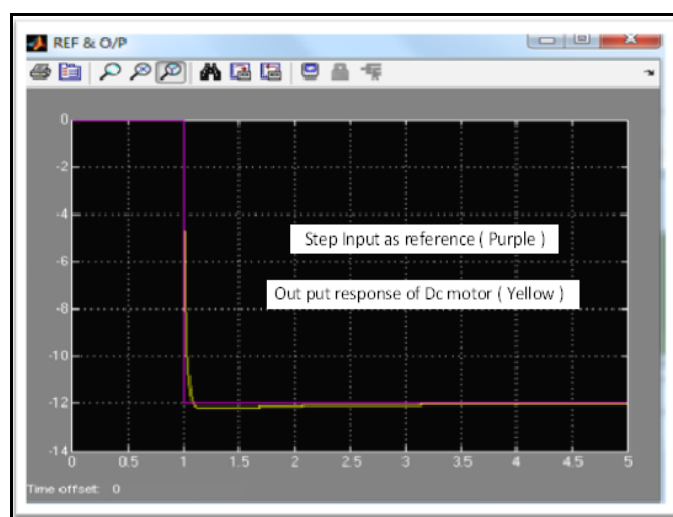 REF & O/P
0
-2
-4
Step Input as reference ( Purple )
-6
Out put response of Dc motor ( Yellow )
-8
-10
-12
-14
0 0.5 1 1.5 2 2.5 3 3.5 4 4.5 5
Time offset: 0